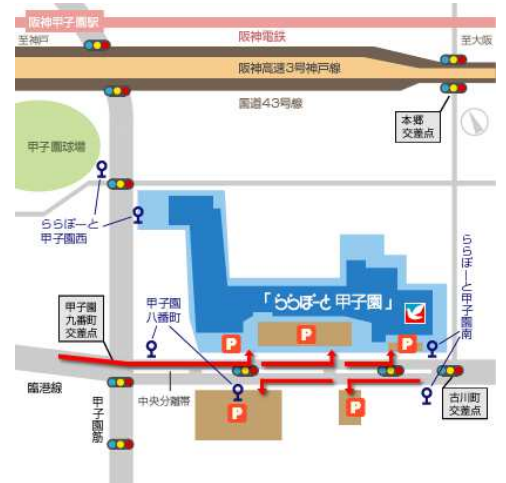 阪神甲子園駅
阪神電鉄
至神戸
至大阪
阪神高速3号神戸線
国道43号線
本郷
交差点
甲子園球場
ららぽーと
甲子園西
ららぽーと甲子園南
「ららぽーと甲子園」
甲子園
九番町
交差点
甲子園
八番町
P
P
臨港線
中央分離帯
甲子園筋
P
P
古川町
交差点